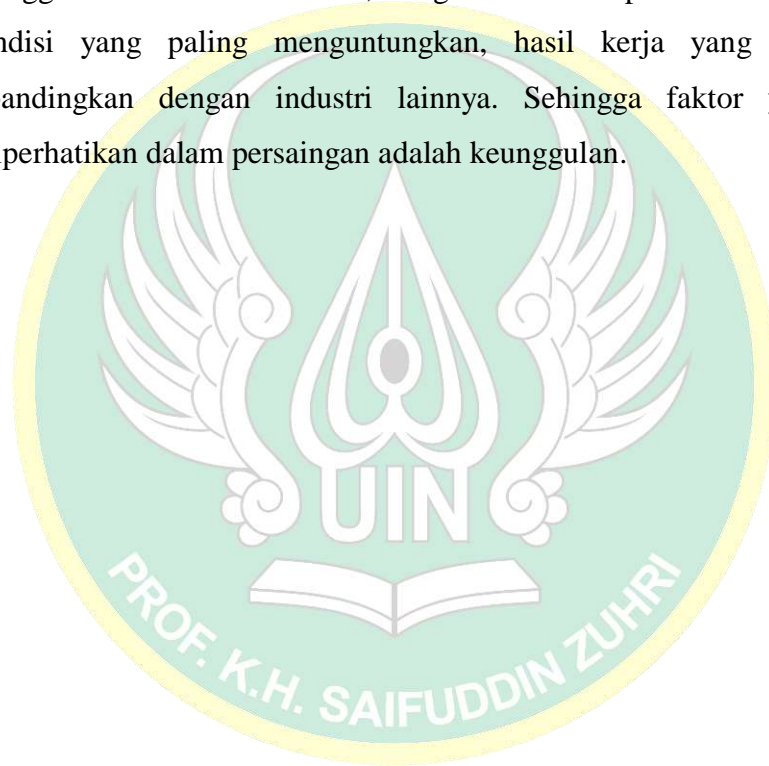 ndisi yang paling menguntungkan, hasil kerja yang
bandingkan dengan industri lainnya. Sehingga faktor
perhatikan dalam persaingan adalah keunggulan.
UIN
PROF. K.H. SAIFUDDIN ZUHRI